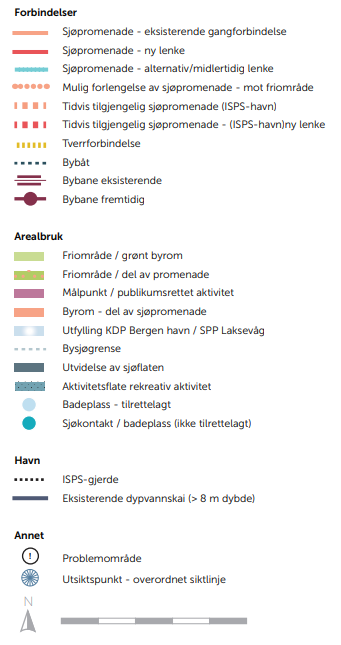 Forbindelser
Sjøpromenade - eksisterende gangforbindelse
Sjøpromenade - ny lenke
Sjøpromenade - alternativ/midlertidig lenke
Mulig forlengelse av sjøpromenade - mot friområde
Tidvis tilgjengelig sjøpromenade (ISPS-havn)
Tidvis tilgjengelig sjøpromenade - (ISPS-havn)ny lenke
Tverrforbindelse
Bybåt
Bybane eksisterende
Bybane fremtidig
Arealbruk
Friområde / grønt byrom
Friområde / del av promenade
Målpunkt / publikumsrettet aktivitet
Byrom - del av sjøpromenade
Utfylling KDP Bergen havn / SPP Laksevåg
Bysjøgrense
Utvidelse av sjøflaten
Aktivitetsflate rekreativ aktivitet
Badeplass - tilrettelagt
Sjøkontakt / badeplass (ikke tilrettelagt)
Havn
ISPS-gjerde
Eksisterende dypvannskai (> 8 m dybde)
Annet
! Problemområde
Utsiktspunkt - overordnet siktlinje
N